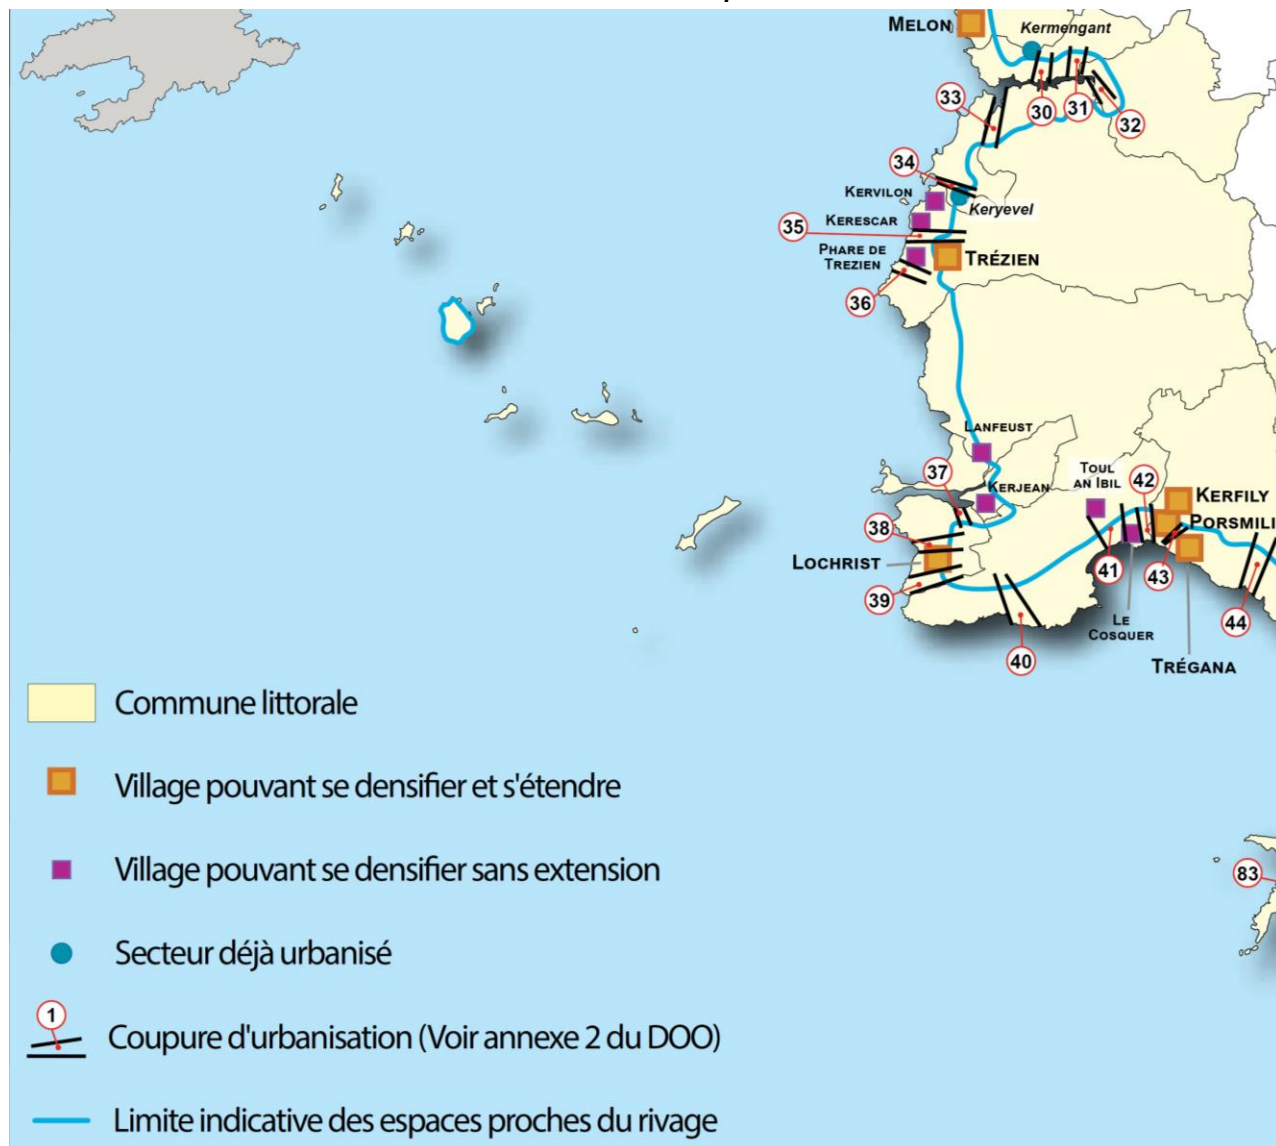 MELON
Kermengant
33
30
31
32
34
KERVILON
KERESCAR
Keryevel
35
PHARE DE
TREZIEN
TRÉZIEN
36
LANFEUST
37
KERJEAN
TOUL
AN IBIL
42
KERFILY
PORSMILI
38
LOCHRIST
39
41
43
40
LE
COSQUER
44
TRÉGANA
Commune littorale
Village pouvant se densifier et s'étendre
Village pouvant se densifier sans extension
83
Secteur déjà urbanisé
1
Coupure d'urbanisation (Voir annexe 2 du DOO)
Limite indicative des espaces proches du rivage